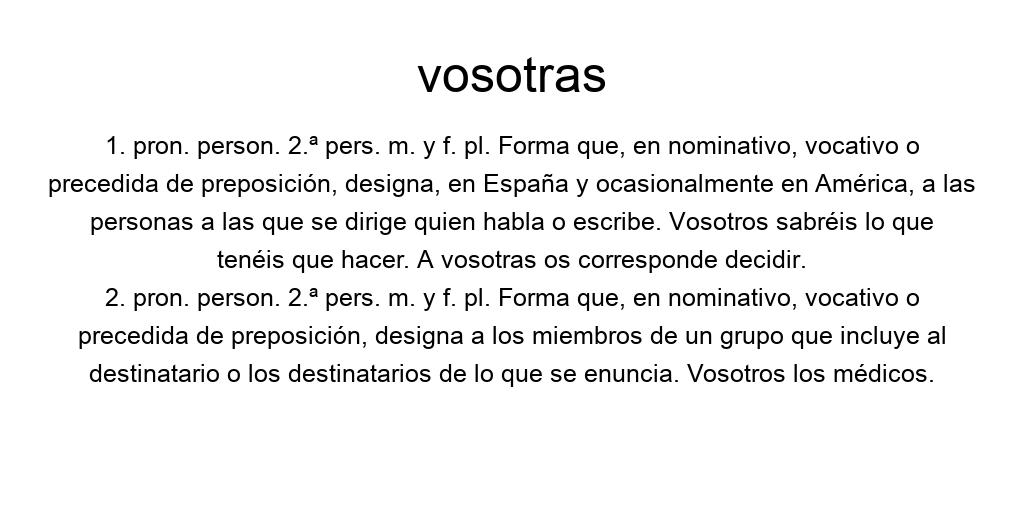 vosotras
1. pron. person. 2.ª pers. m. y f. pl. Forma que, en nominativo, vocativo o
precedida de preposición, designa, en España y ocasionalmente en América, a las
personas a las que se dirige quien habla o escribe. Vosotros sabréis lo que
tenéis que hacer. A vosotras os corresponde decidir.
2. pron. person. 2.ª pers. m. y f. pl. Forma que, en nominativo, vocativo o
precedida de preposición, designa a los miembros de un grupo que incluye al
destinatario o los destinatarios de lo que se enuncia. Vosotros los médicos.